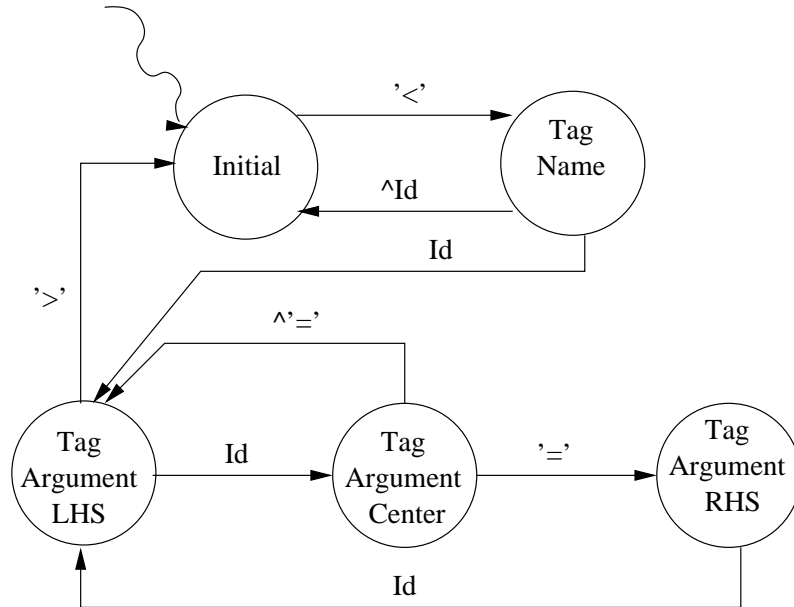 ’<’
Tag
Name
Initial
^Id
Id
’>’
^’=’
Tag
Argument
LHS
Id
Tag
Argument
Center
’=’
Tag
Argument
RHS
Id